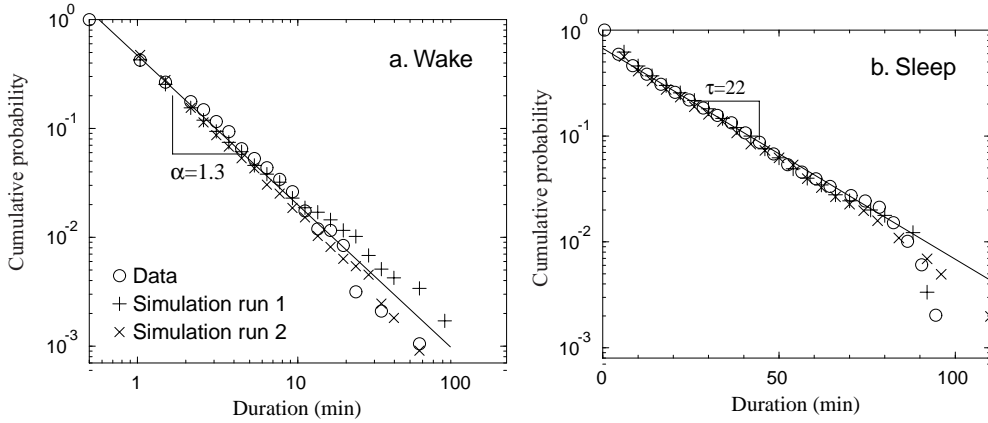 a. Wake
10^0
10^-1
10^-2
10^-3
Cumulative probability
α=1.3
Data
Simulation run 1
Simulation run 2
1
10
100
Duration (min)
b. Sleep
10^0
10^-1
10^-2
10^-3
Cumulative probability
τ=22
0
50
100
Duration (min)